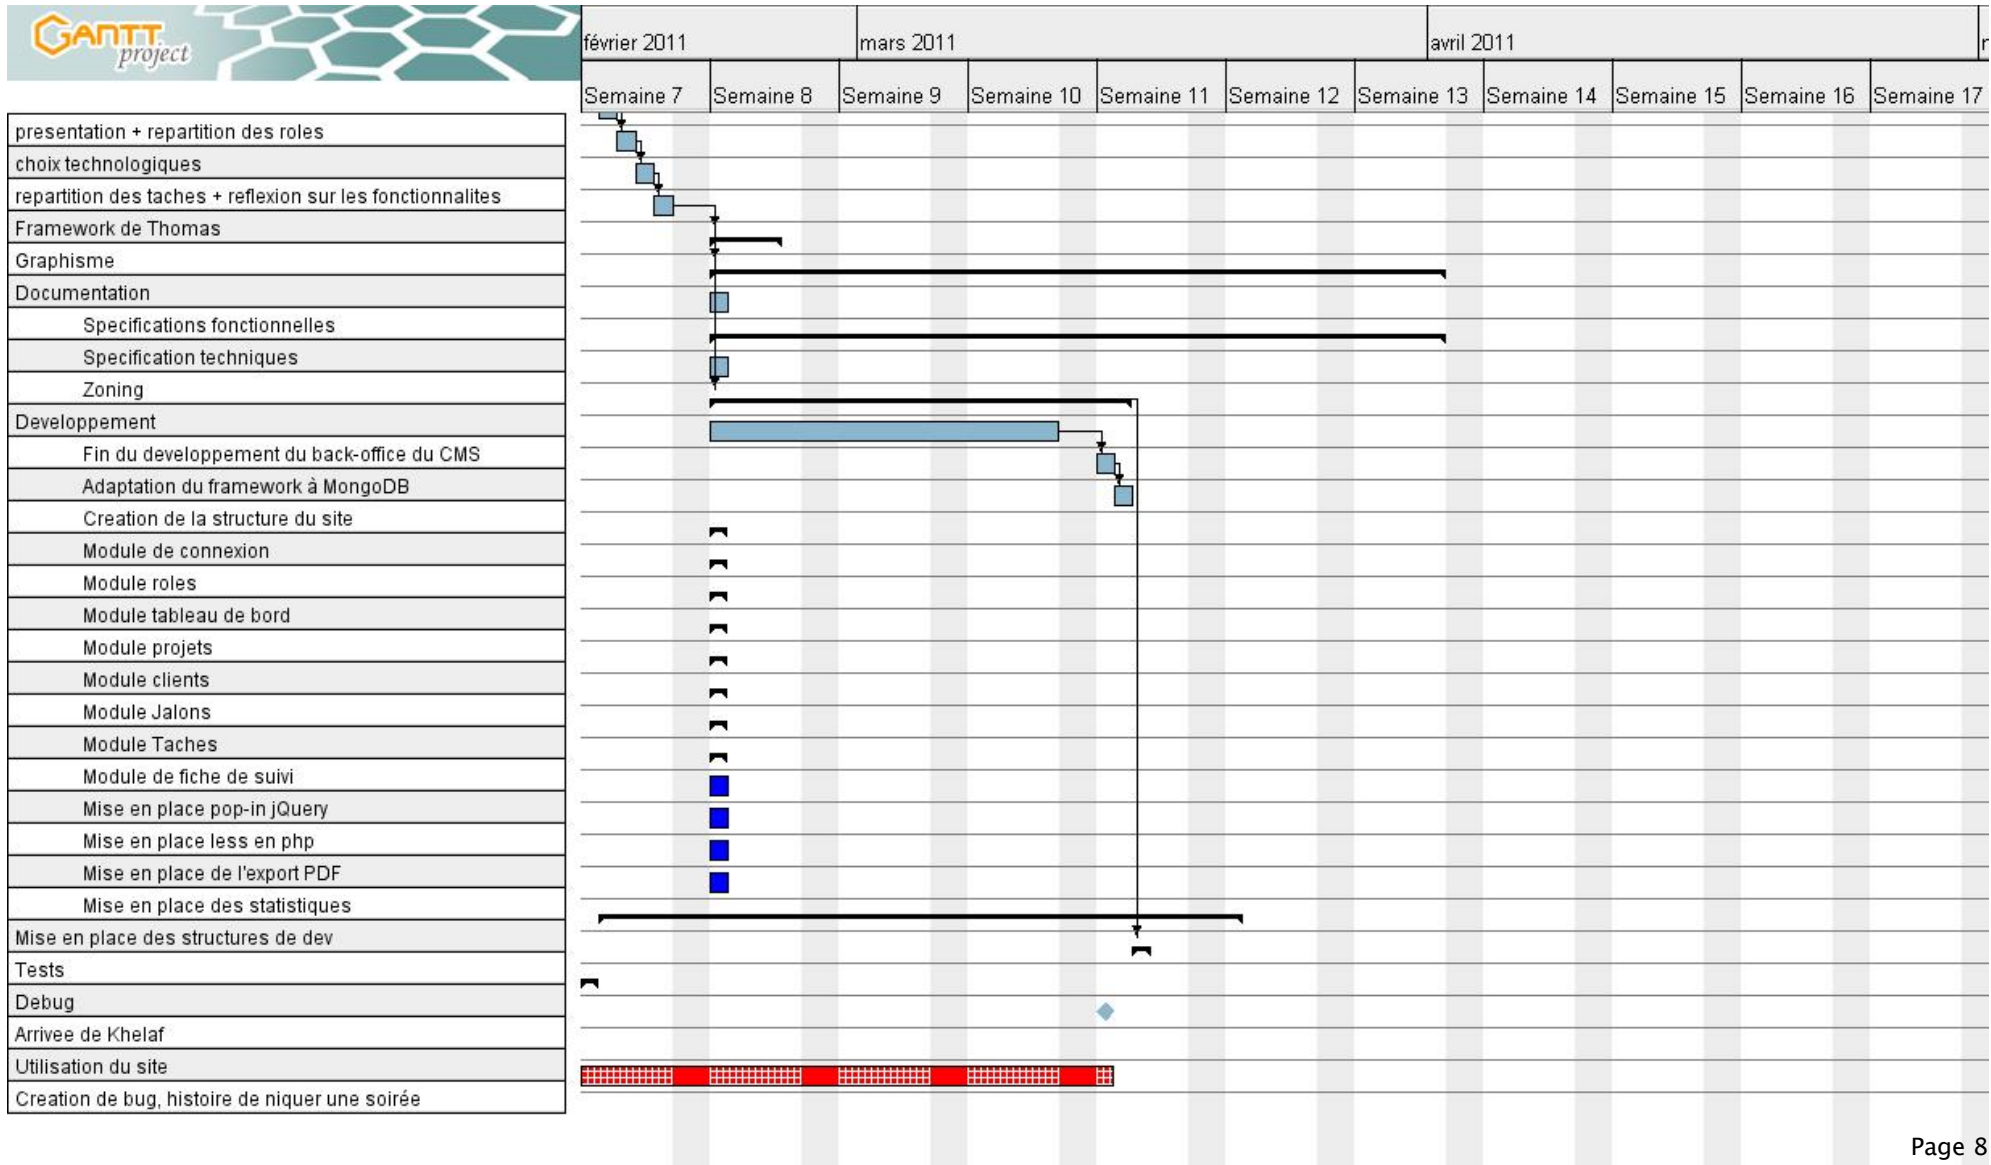 GANTT
project
février 2011
mars 2011
avril 2011
Semaine 7
Semaine 8
Semaine 9
Semaine 10
Semaine 11
Semaine 12
Semaine 13
Semaine 14
Semaine 15
Semaine 16
Semaine 17
presentation + repartition des roles
choix technologiques
repartition des taches + reflexion sur les fonctionnalites
Framework de Thomas
Graphisme
Documentation
Specifications fonctionnelles
Specification techniques
Zoning
Developpement
Fin du developpement du back-office du CMS
Adaptation du framework à MongoDB
Creation de la structure du site
Module de connexion
Module roles
Module tableau de bord
Module projets
Module clients
Module Jalons
Module Taches
Module de fiche de suivi
Mise en place pop-in jQuery
Mise en place less en php
Mise en place de l'export PDF
Mise en place des statistiques
Mise en place des structures de dev
Tests
Debug
Arrivee de Khelaf
Utilisation du site
Creation de bug, histoire de niquer une soirée
Page 8